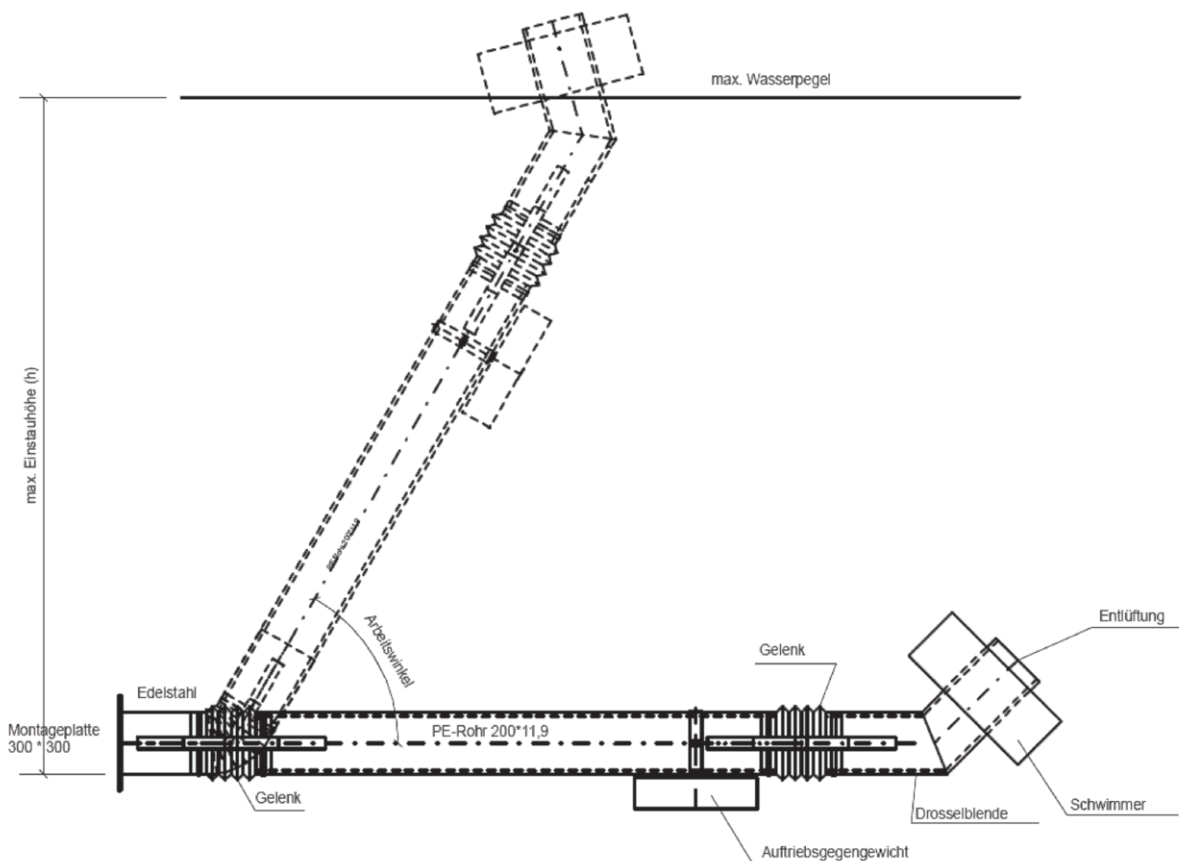 max. Wasserpegel
max. Einstauhöhe (h)
Arbeitswinkel
Entlüftung
Gelenk
Edelstahl
Montageplatte
300 * 300
PE-Rohr 200*11,9
Gelenk
Drosselblende
Schwimmer
Auftriebsgegengewicht